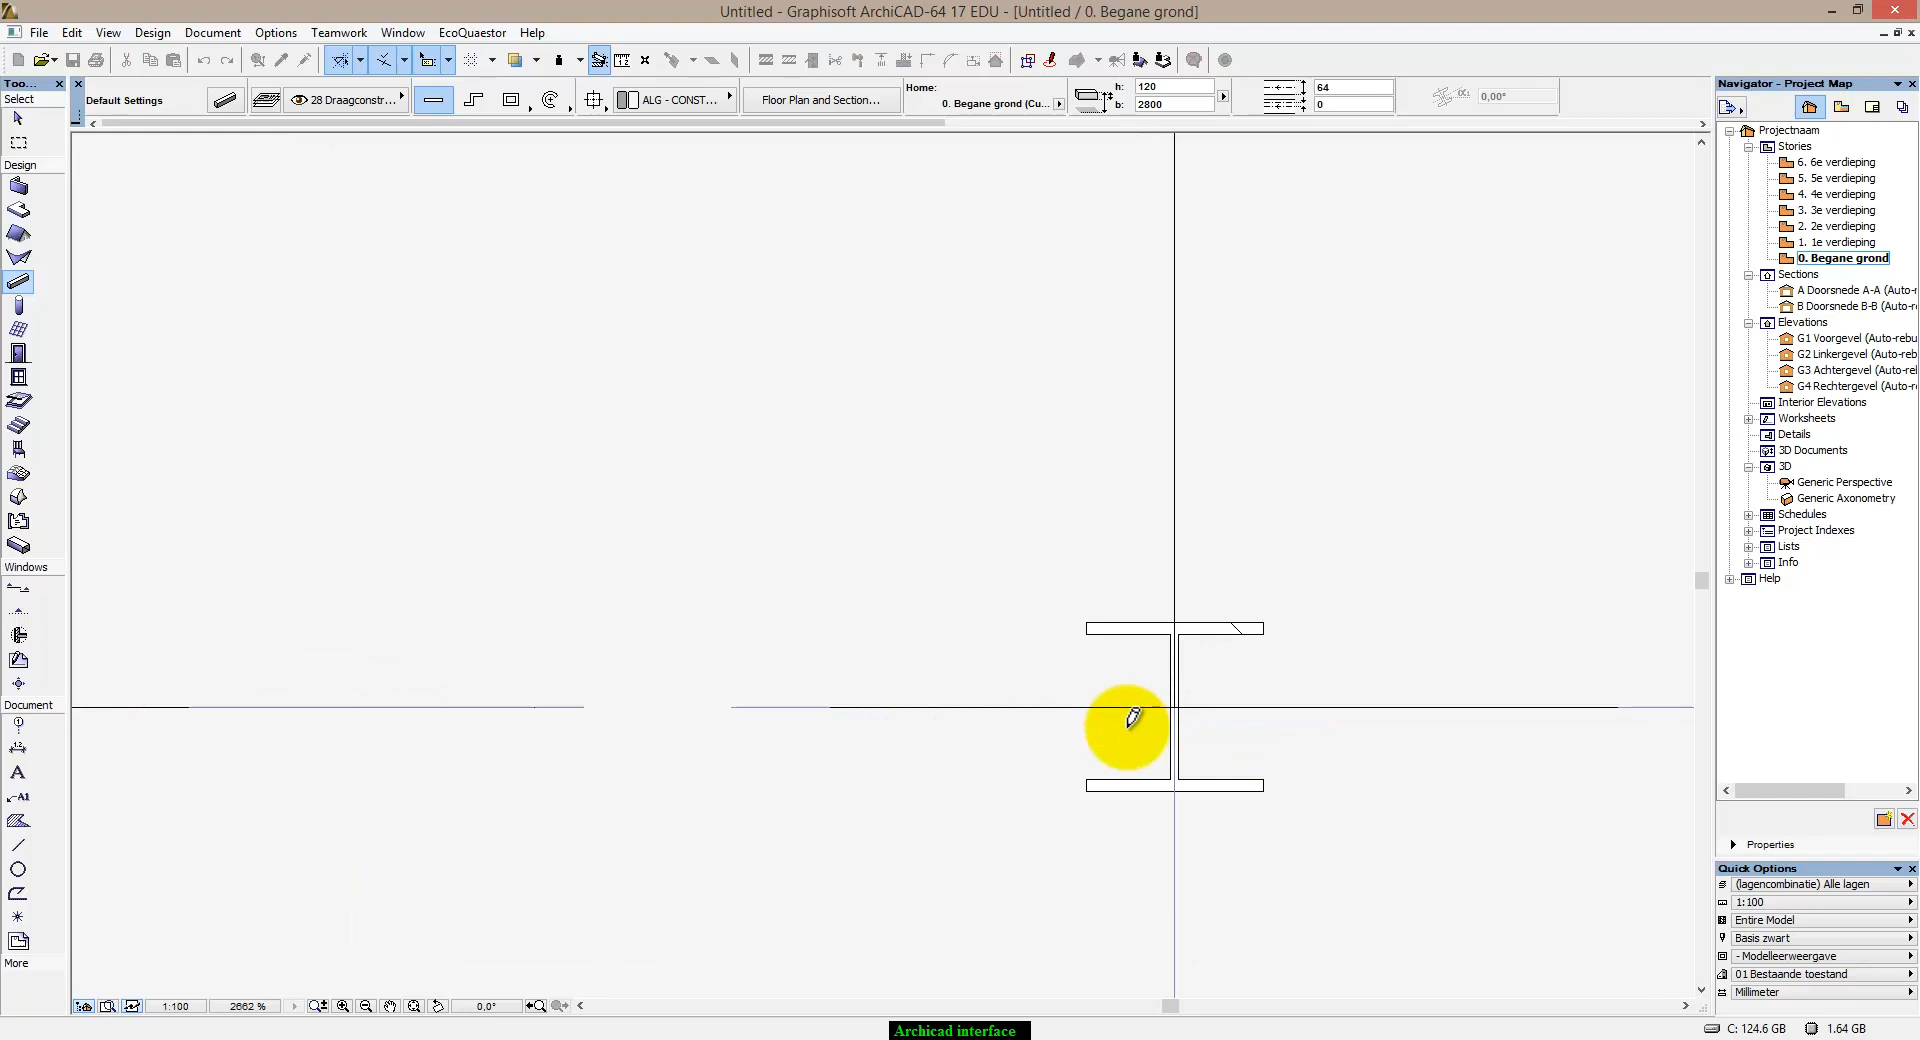 Untitled - Graphisoft ArchiCAD-64 17 EDU - [Untitled / 0. Begane grond]
File Edit View Design Document Options Teamwork Window EcoQuaestor Help
Too...
Select
Design
Windows
Document
More
Default Settings
28 Draagconstr...
ALG - CONST...
Floor Plan and Section...
Home:
0. Begane grond (Cu...
h: 120
b: 2800
64
0
0,00°
Navigator - Project Map
Projectnaam
Stories
6. 6e verdieping
5. 5e verdieping
4. 4e verdieping
3. 3e verdieping
2. 2e verdieping
1. 1e verdieping
0. Begane grond
Sections
A Doorsnede A-A (Auto-r
B Doorsnede B-B (Auto-r
Elevations
G1 Voorgevel (Auto-rebu
G2 Linkergevel (Auto-reb
G3 Achtergevel (Auto-rel
G4 Rechtergevel (Auto-r
Interior Elevations
Worksheets
Details
3D Documents
3D
Generic Perspective
Generic Axonometry
Schedules
Project Indexes
Lists
Info
Help
Properties
Quick Options
(lagencombinatie) Alle lagen
1:100
Entire Model
Basis zwart
- Modelleerweergave
01 Bestaande toestand
Millimeter
1:100 2662 % 0,0°
Archicad interface
C: 124.6 GB 1.64 GB